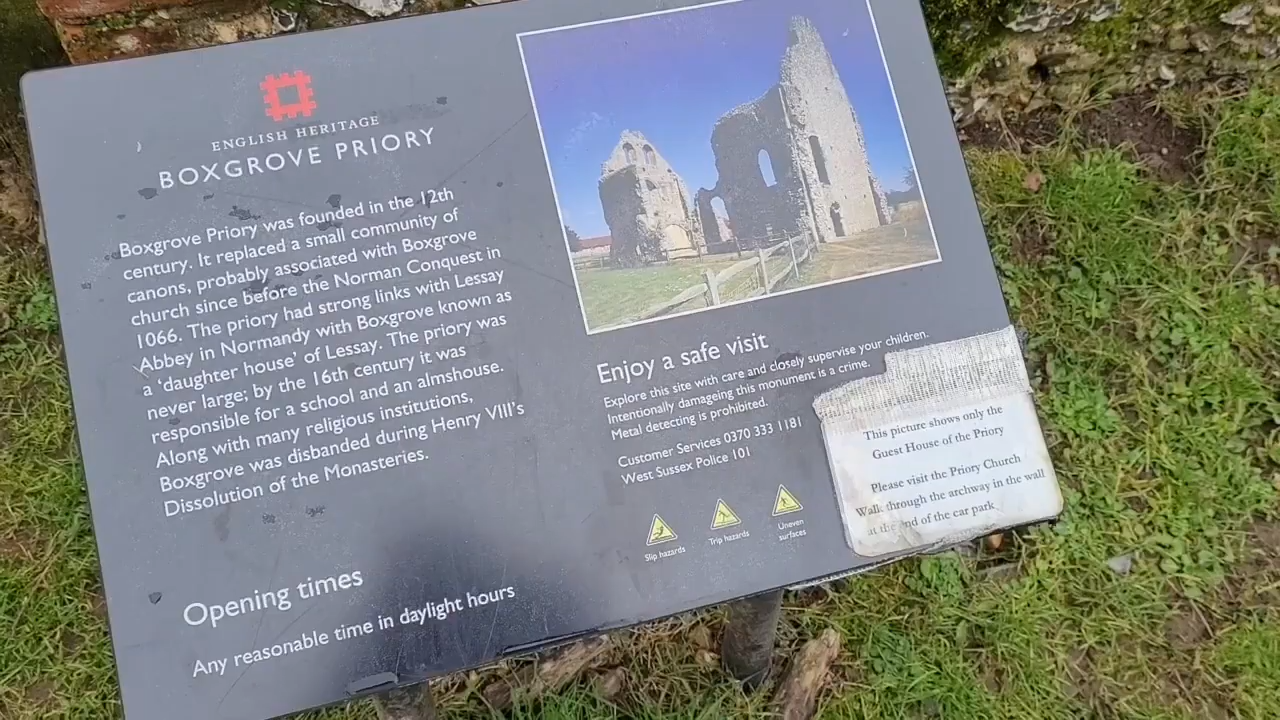 ENGLISH HERITAGE
BOXGROVE PRIORY
Boxgrove Priory was founded in the 12th
century. It replaced a small community of
canons, probably associated with Boxgrove
church since before the Norman Conquest in
1066. The priory had strong links with Lessay
Abbey in Normandy with Boxgrove known as
a 'daughter house' of Lessay. The priory was
never large; by the 16th century it was
responsible for a school and an almshouse.
Along with many religious institutions,
Boxgrove was disbanded during Henry VIII's
Dissolution of the Monasteries.
Opening times
Any reasonable time in daylight hours
Enjoy a safe visit
Explore this site with care and closely supervise your children.
Intentionally damageing this monument is a crime.
Metal detecting is prohibited.
Customer Services 0370 333 1181
West Sussex Police 101
Slip hazards
Trip hazards
Uneven
surfaces
This picture shows only the
Guest House of the Priory
Please visit the Priory Church
Walk through the archway in the wall
at the end of the car park